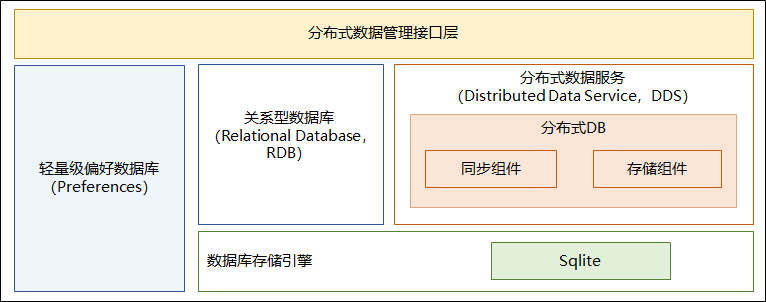 分布式数据管理接口层
轻量级偏好数据库
(Preferences)
关系型数据库
(Relational Database,
RDB)
分布式数据服务
(Distributed Data Service, DDS)
分布式DB
同步组件
存储组件
数据库存储引擎
Sqlite